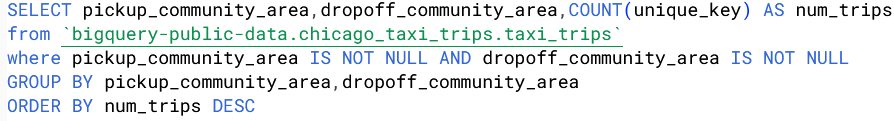 SELECT pickup_community_area,dropoff_community_area,COUNT(unique_key) AS num_trips
from `bigquery-public-data.chicago_taxi_trips.taxi_trips`
where pickup_community_area IS NOT NULL AND dropoff_community_area IS NOT NULL
GROUP BY pickup_community_area,dropoff_community_area
ORDER BY num_trips DESC